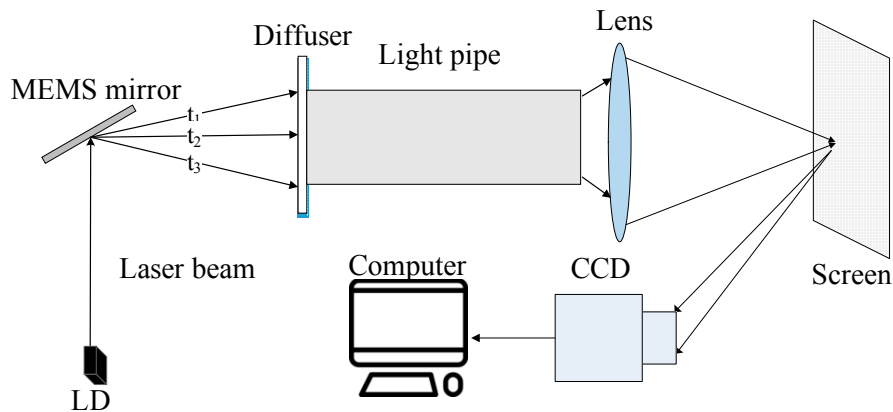 Lens
Diffuser
Light pipe
MEMS mirror
t₁
t₂
t₃
Laser beam
Computer
CCD
Screen
LD